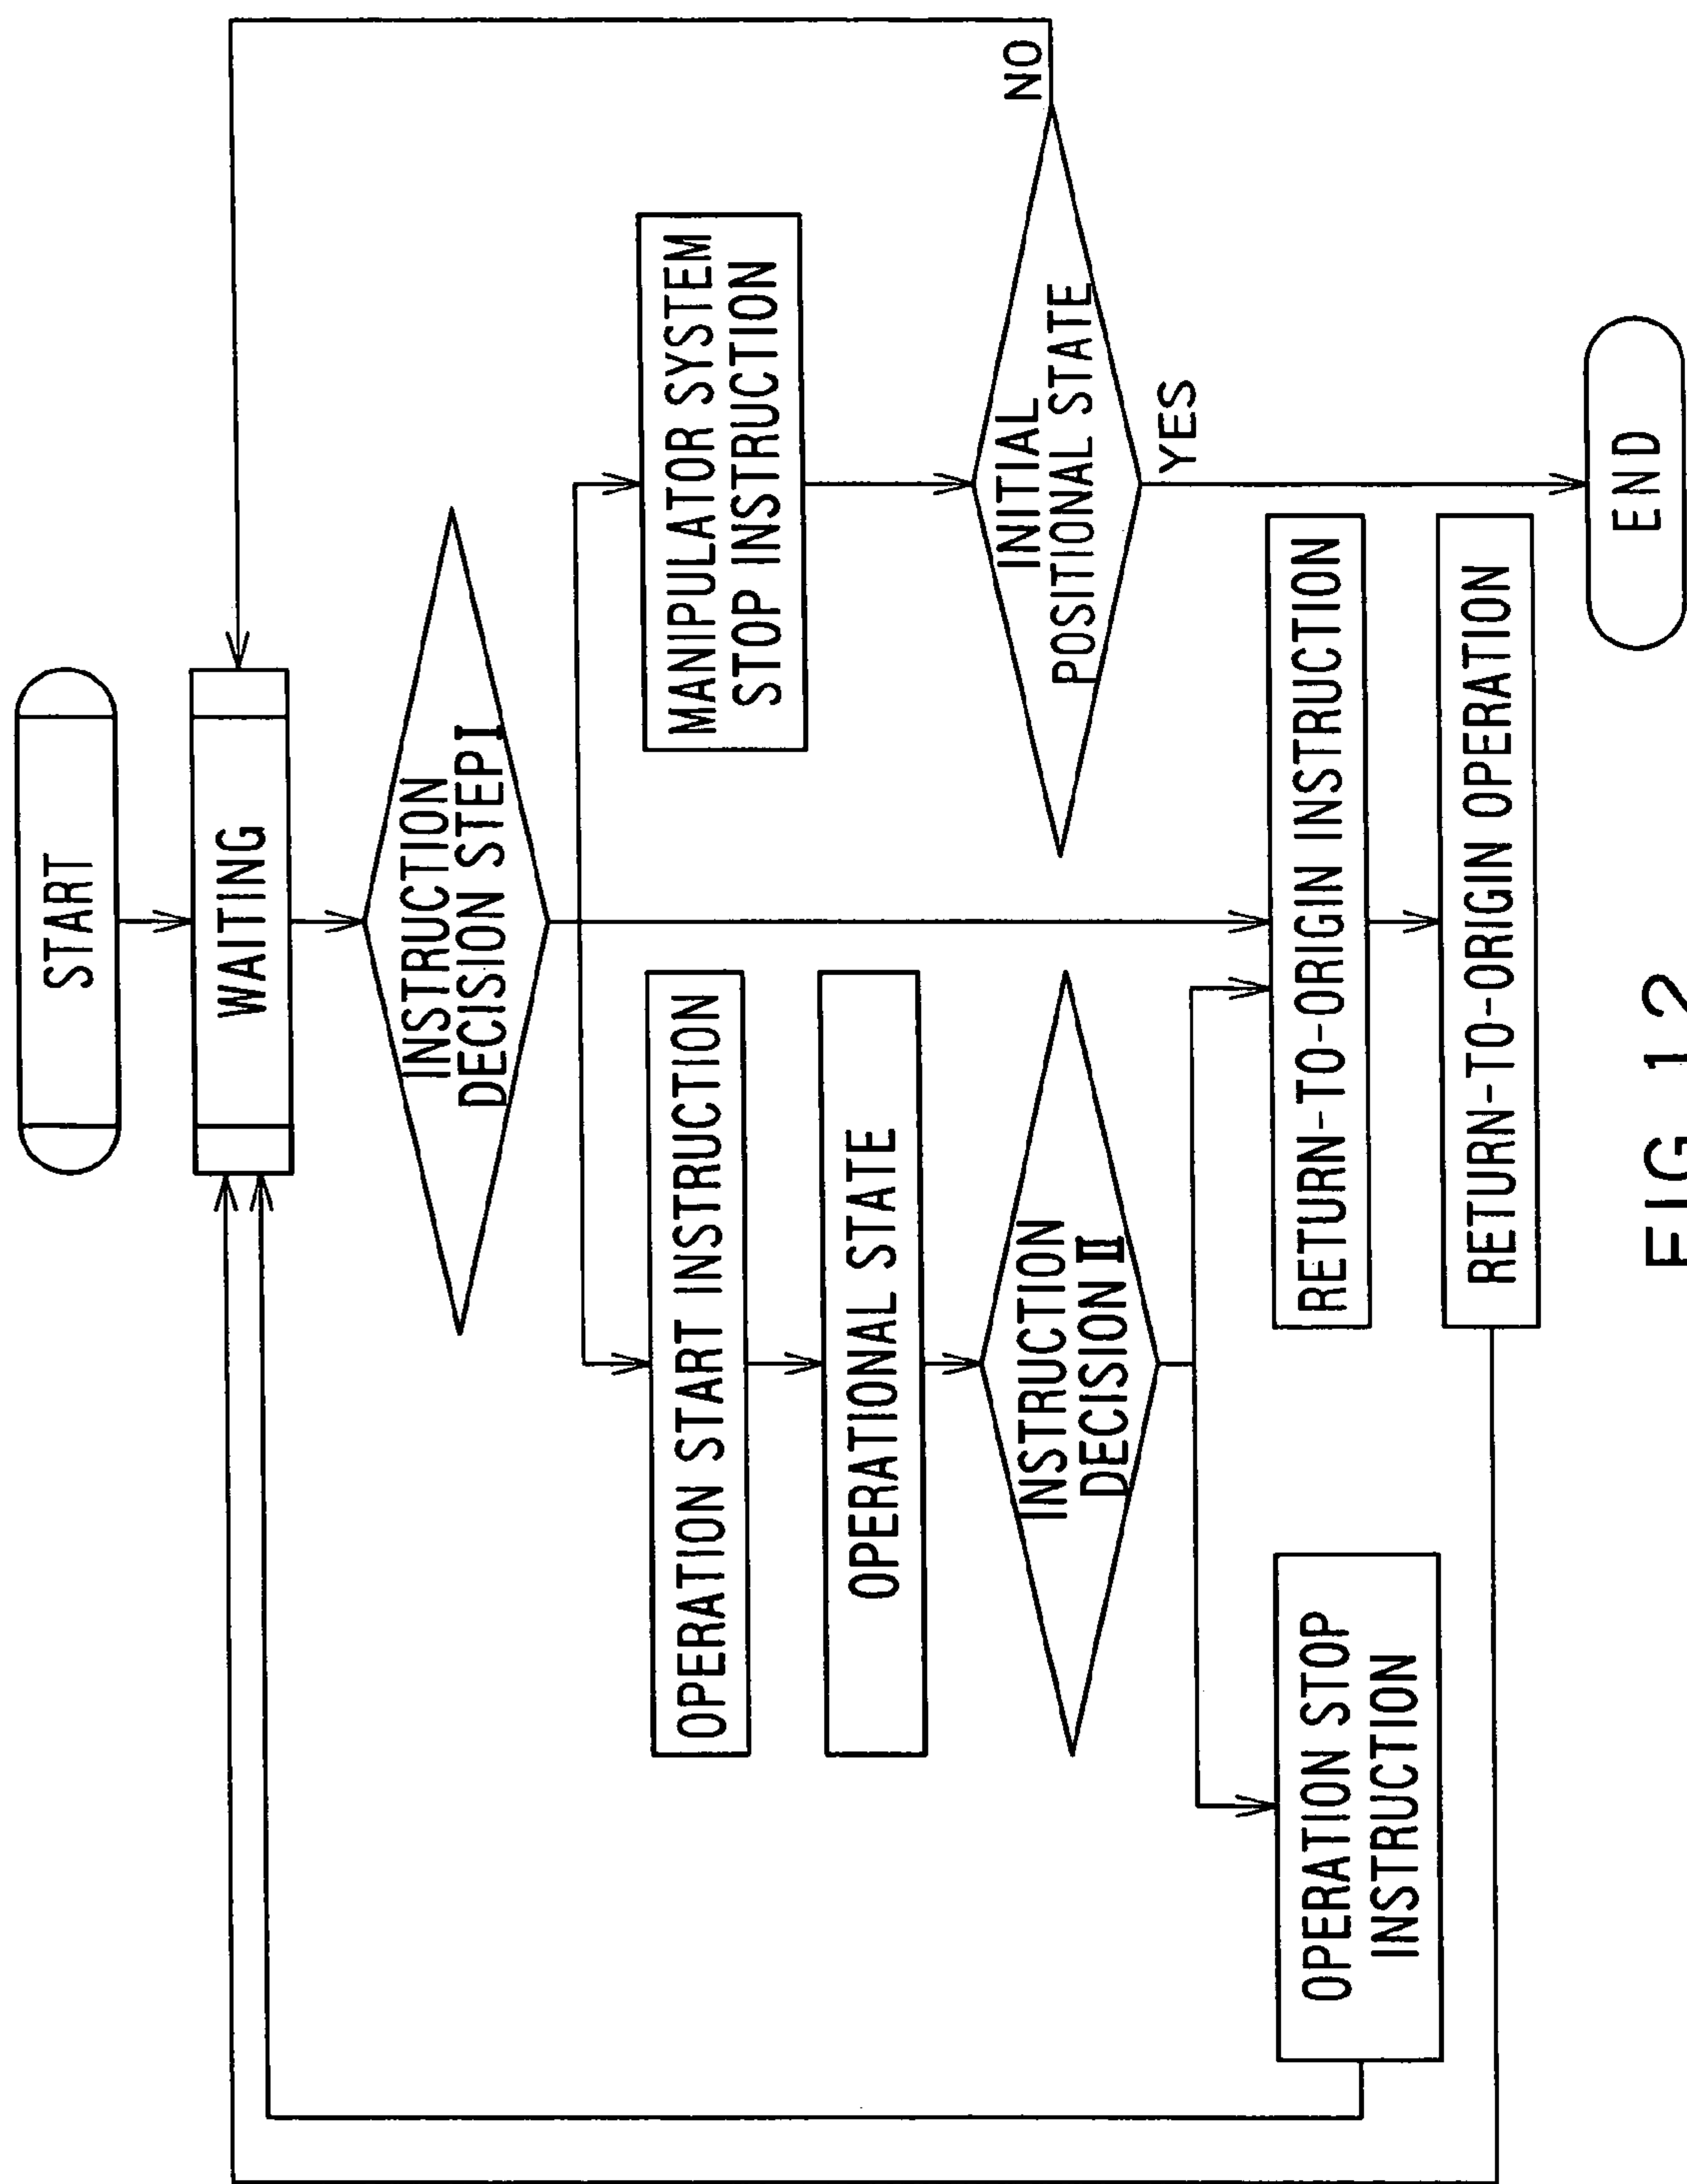 START
WAITING
INSTRUCTION
DECISION STEP I
OPERATION START INSTRUCTION
MANIPULATOR SYSTEM
STOP INSTRUCTION
OPERATIONAL STATE
INSTRUCTION
DECISION II
INITIAL
POSITIONAL STATE
NO
YES
OPERATION STOP
INSTRUCTION
RETURN-TO-ORIGIN INSTRUCTION
RETURN-TO-ORIGIN OPERATION
END
FIG. 12